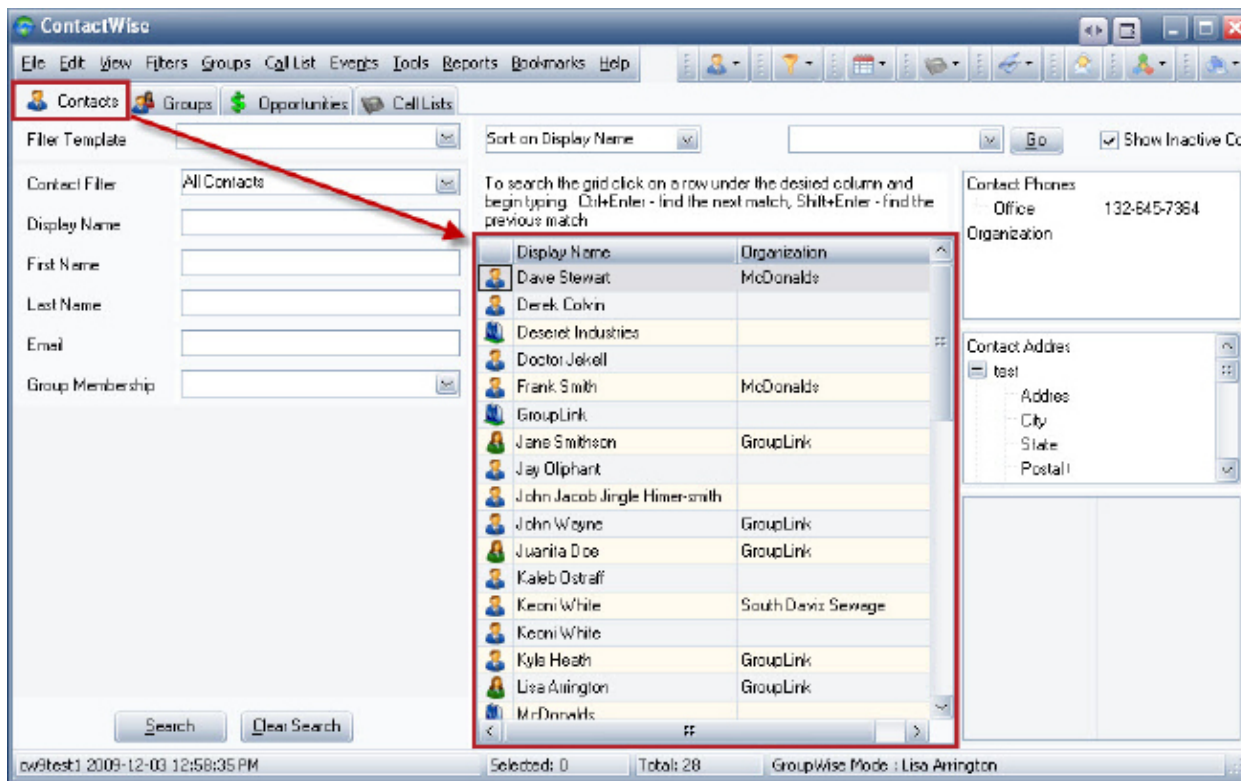 ContactWise
File Edit View Filters Groups Call List Events Tools Reports Bookmarks Help
Contacts Groups Opportunities Call Lists
Filter Template
Sort on Display Name Go Show Inactive Co
Contact Filter All Contacts
Display Name
First Name
Last Name
Email
Group Membership
Search Clear Search
To search the grid click on a row under the desired column and
begin typing. Ctrl+Enter - find the next match, Shift+Enter - find the
previous match
Display Name Organization
Dave Stewart McDonalds
Derek Colvin
Deseret Industries
Doctor Jekell
Frank Smith McDonalds
GroupLink
Jane Smithson GroupLink
Jay Oliphant
John Jacob Jingle Himer-smith
John Wayne GroupLink
Juanita Doe GroupLink
Kaleb Ostraff
Keoni White South Davis Sewage
Keoni White
Kyle Heath GroupLink
Lisa Arrington GroupLink
McDonalds
Contact Phones
Office 132-645-7364
Organization
Contact Addres
test
Addres
City
State
Postal
cw9test1 2009-12-03 12:58:35 PM Selected: 0 Total: 28 GroupWise Mode : Lisa Arrington